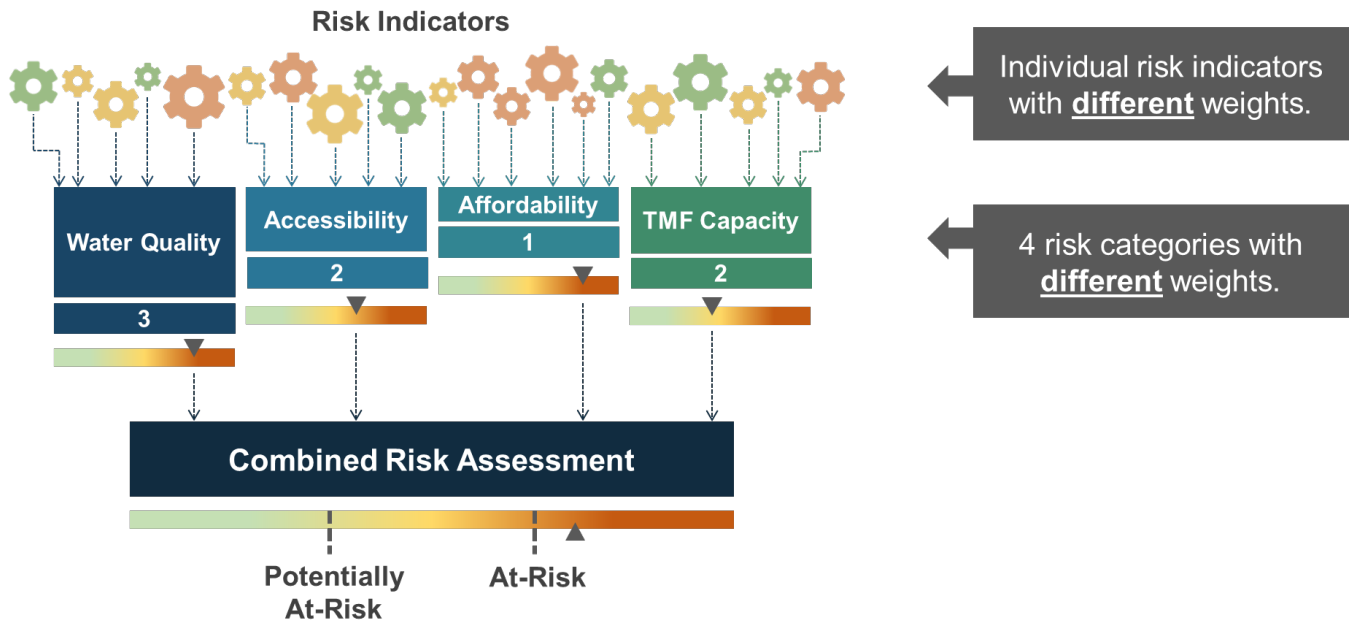 Risk Indicators
Individual risk indicators
with different weights.
Water Quality
3
Accessibility
2
Affordability
1
TMF Capacity
2
4 risk categories with
different weights.
Combined Risk Assessment
Potentially
At-Risk
At-Risk